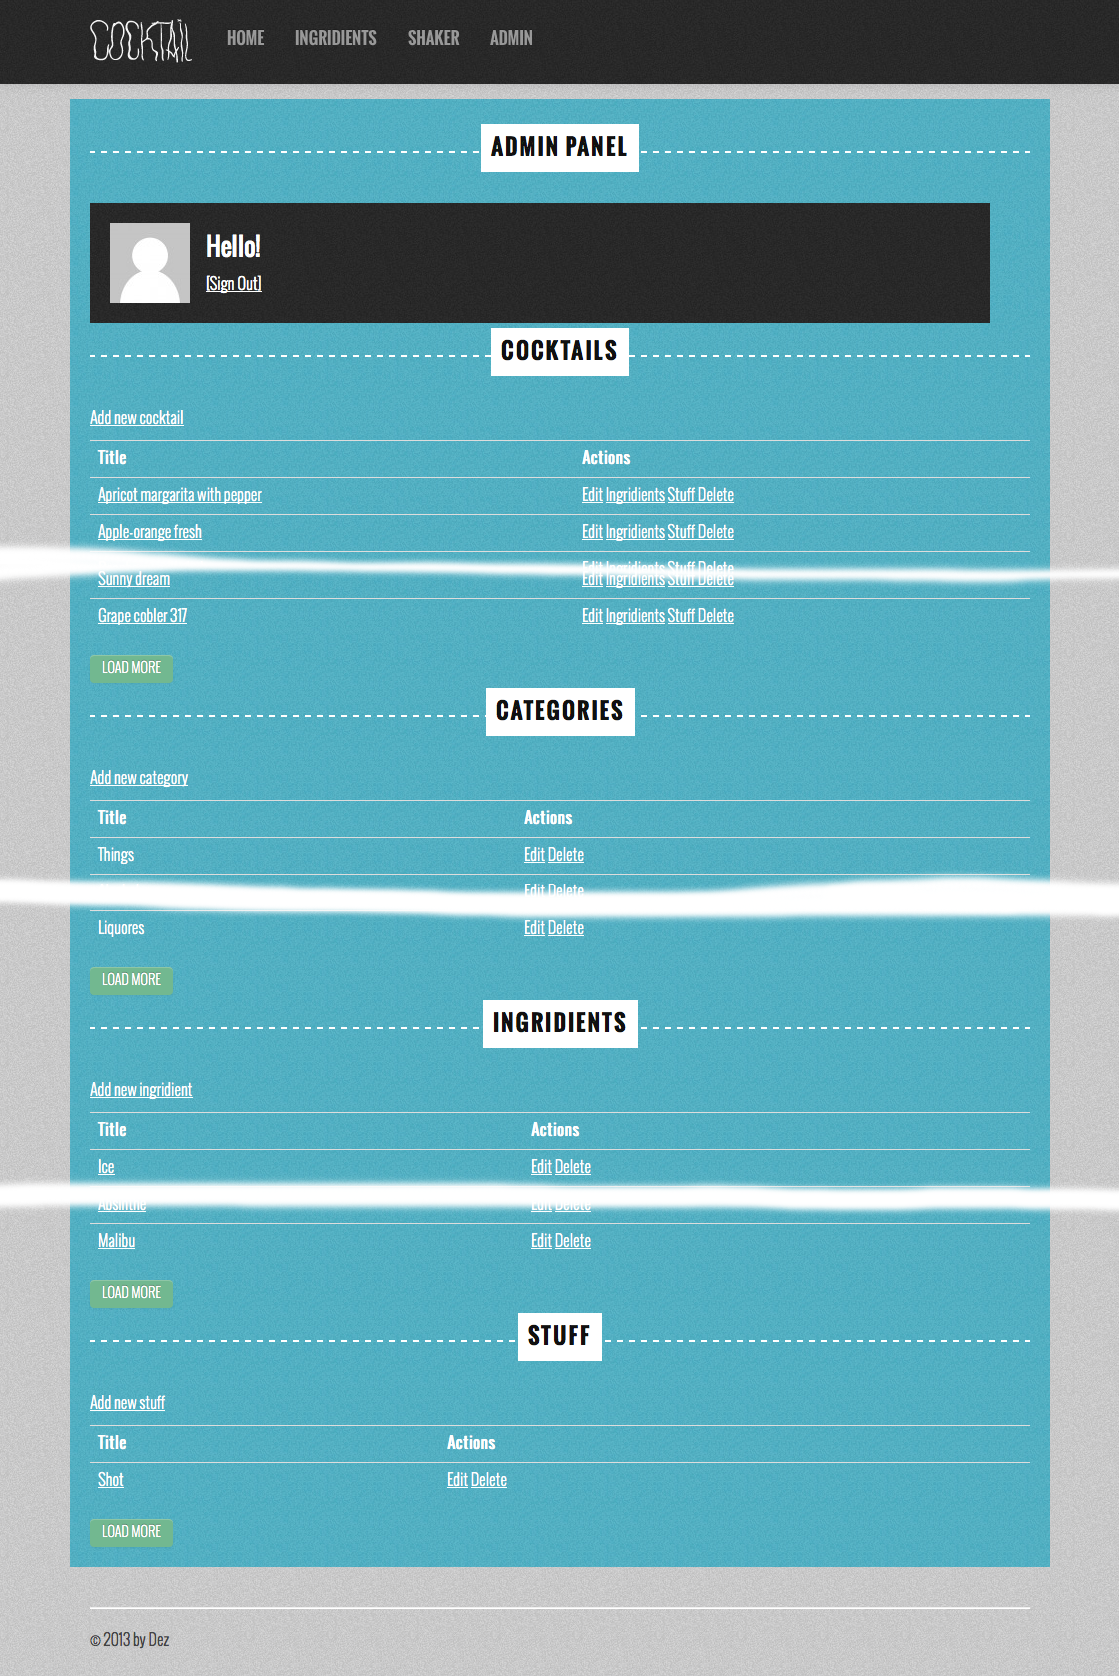 COCKTAIL HOME INGRIDIENTS SHAKER ADMIN
ADMIN PANEL
Hello!
[Sign Out]
COCKTAILS
Add new cocktail
Title Actions
Apricot margarita with pepper Edit Ingridients Stuff Delete
Apple-orange fresh Edit Ingridients Stuff Delete
Edit Ingridients Stuff Delete
Sunny dream Edit Ingridients Stuff Delete
Grape cobler 317 Edit Ingridients Stuff Delete
LOAD MORE
CATEGORIES
Add new category
Title Actions
Things Edit Delete
Edit Delete
Liquores Edit Delete
LOAD MORE
INGRIDIENTS
Add new ingridient
Title Actions
Ice Edit Delete
Absinthe Edit Delete
Malibu Edit Delete
LOAD MORE
STUFF
Add new stuff
Title Actions
Shot Edit Delete
LOAD MORE
© 2013 by Dez